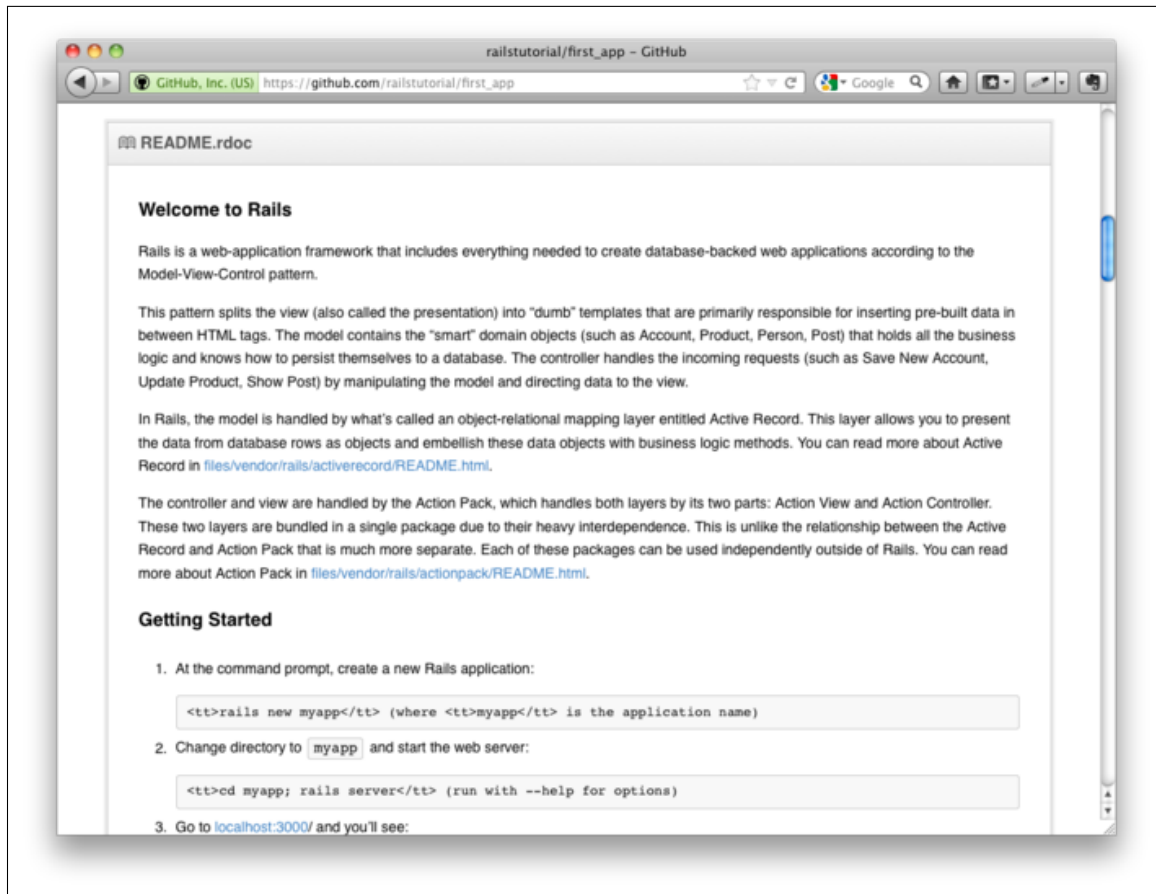 railstutorial/first_app – GitHub
GitHub, Inc. (US) https://github.com/railstutorial/first_app
Google
README.rdoc
Welcome to Rails
Rails is a web-application framework that includes everything needed to create database-backed web applications according to the
Model-View-Control pattern.
This pattern splits the view (also called the presentation) into “dumb” templates that are primarily responsible for inserting pre-built data in
between HTML tags. The model contains the “smart” domain objects (such as Account, Product, Person, Post) that holds all the business
logic and knows how to persist themselves to a database. The controller handles the incoming requests (such as Save New Account,
Update Product, Show Post) by manipulating the model and directing data to the view.
In Rails, the model is handled by what’s called an object-relational mapping layer entitled Active Record. This layer allows you to present
the data from database rows as objects and embellish these data objects with business logic methods. You can read more about Active
Record in files/vendor/rails/activerecord/README.html.
The controller and view are handled by the Action Pack, which handles both layers by its two parts: Action View and Action Controller.
These two layers are bundled in a single package due to their heavy interdependence. This is unlike the relationship between the Active
Record and Action Pack that is much more separate. Each of these packages can be used independently outside of Rails. You can read
more about Action Pack in files/vendor/rails/actionpack/README.html.
Getting Started
1. At the command prompt, create a new Rails application:
<tt>rails new myapp</tt> (where <tt>myapp</tt> is the application name)
2. Change directory to myapp and start the web server:
<tt>cd myapp; rails server</tt> (run with --help for options)
3. Go to localhost:3000/ and you’ll see: